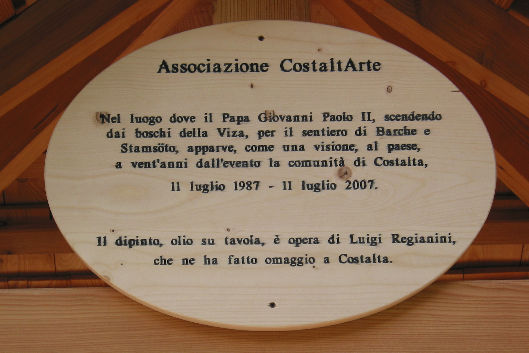 Associazione CostaltArte
Nel luogo dove il Papa Giovanni Paolo II, scendendo
dai boschi della Visaa, per il sentiero di Barche e
Stamsöto, apparve, come una visione, al paese,
a vent'anni dall'evento la comunità di Costalta,
11 luglio 1987 - 11 luglio 2007.
Il dipinto, olio su tavola, è opera di Luigi Regianini,
che ne ha fatto omaggio a Costalta.